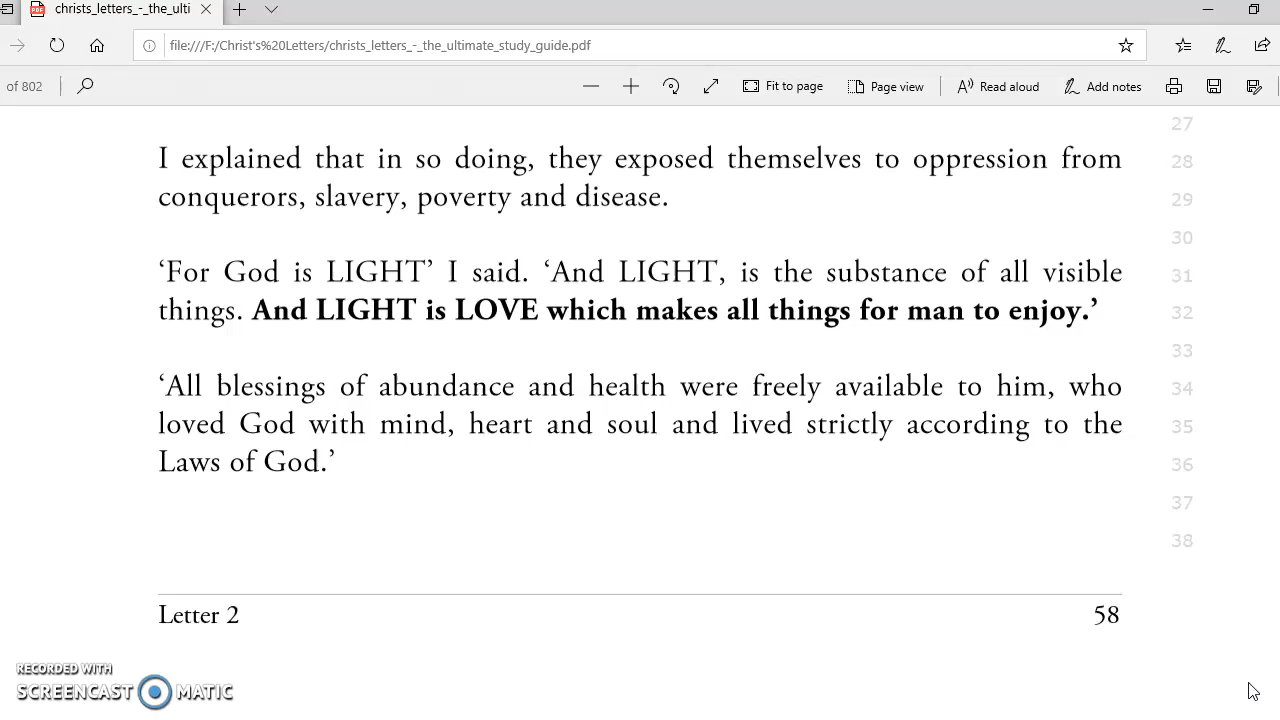 christs_letters_-_the_ulti
file:///F:/Christ's%20Letters/christs_letters_-_the_ultimate_study_guide.pdf
of 802
Fit to page
Page view
Read aloud
Add notes
27
I explained that in so doing, they exposed themselves to oppression from 28
conquerors, slavery, poverty and disease. 29
30
‘For God is LIGHT’ I said. ‘And LIGHT, is the substance of all visible 31
things. And LIGHT is LOVE which makes all things for man to enjoy.’ 32
33
‘All blessings of abundance and health were freely available to him, who 34
loved God with mind, heart and soul and lived strictly according to the 35
Laws of God.’ 36
37
38
Letter 2 58
RECORDED WITH
SCREENCAST MATIC